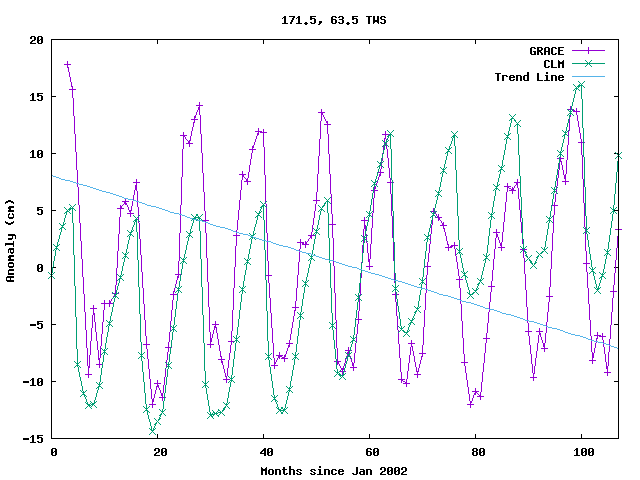 171.5, 63.5 TWS
GRACE
CLM
Trend Line
20
15
10
5
0
-5
-10
-15
Anomaly (cm)
0 20 40 60 80 100
Months since Jan 2002